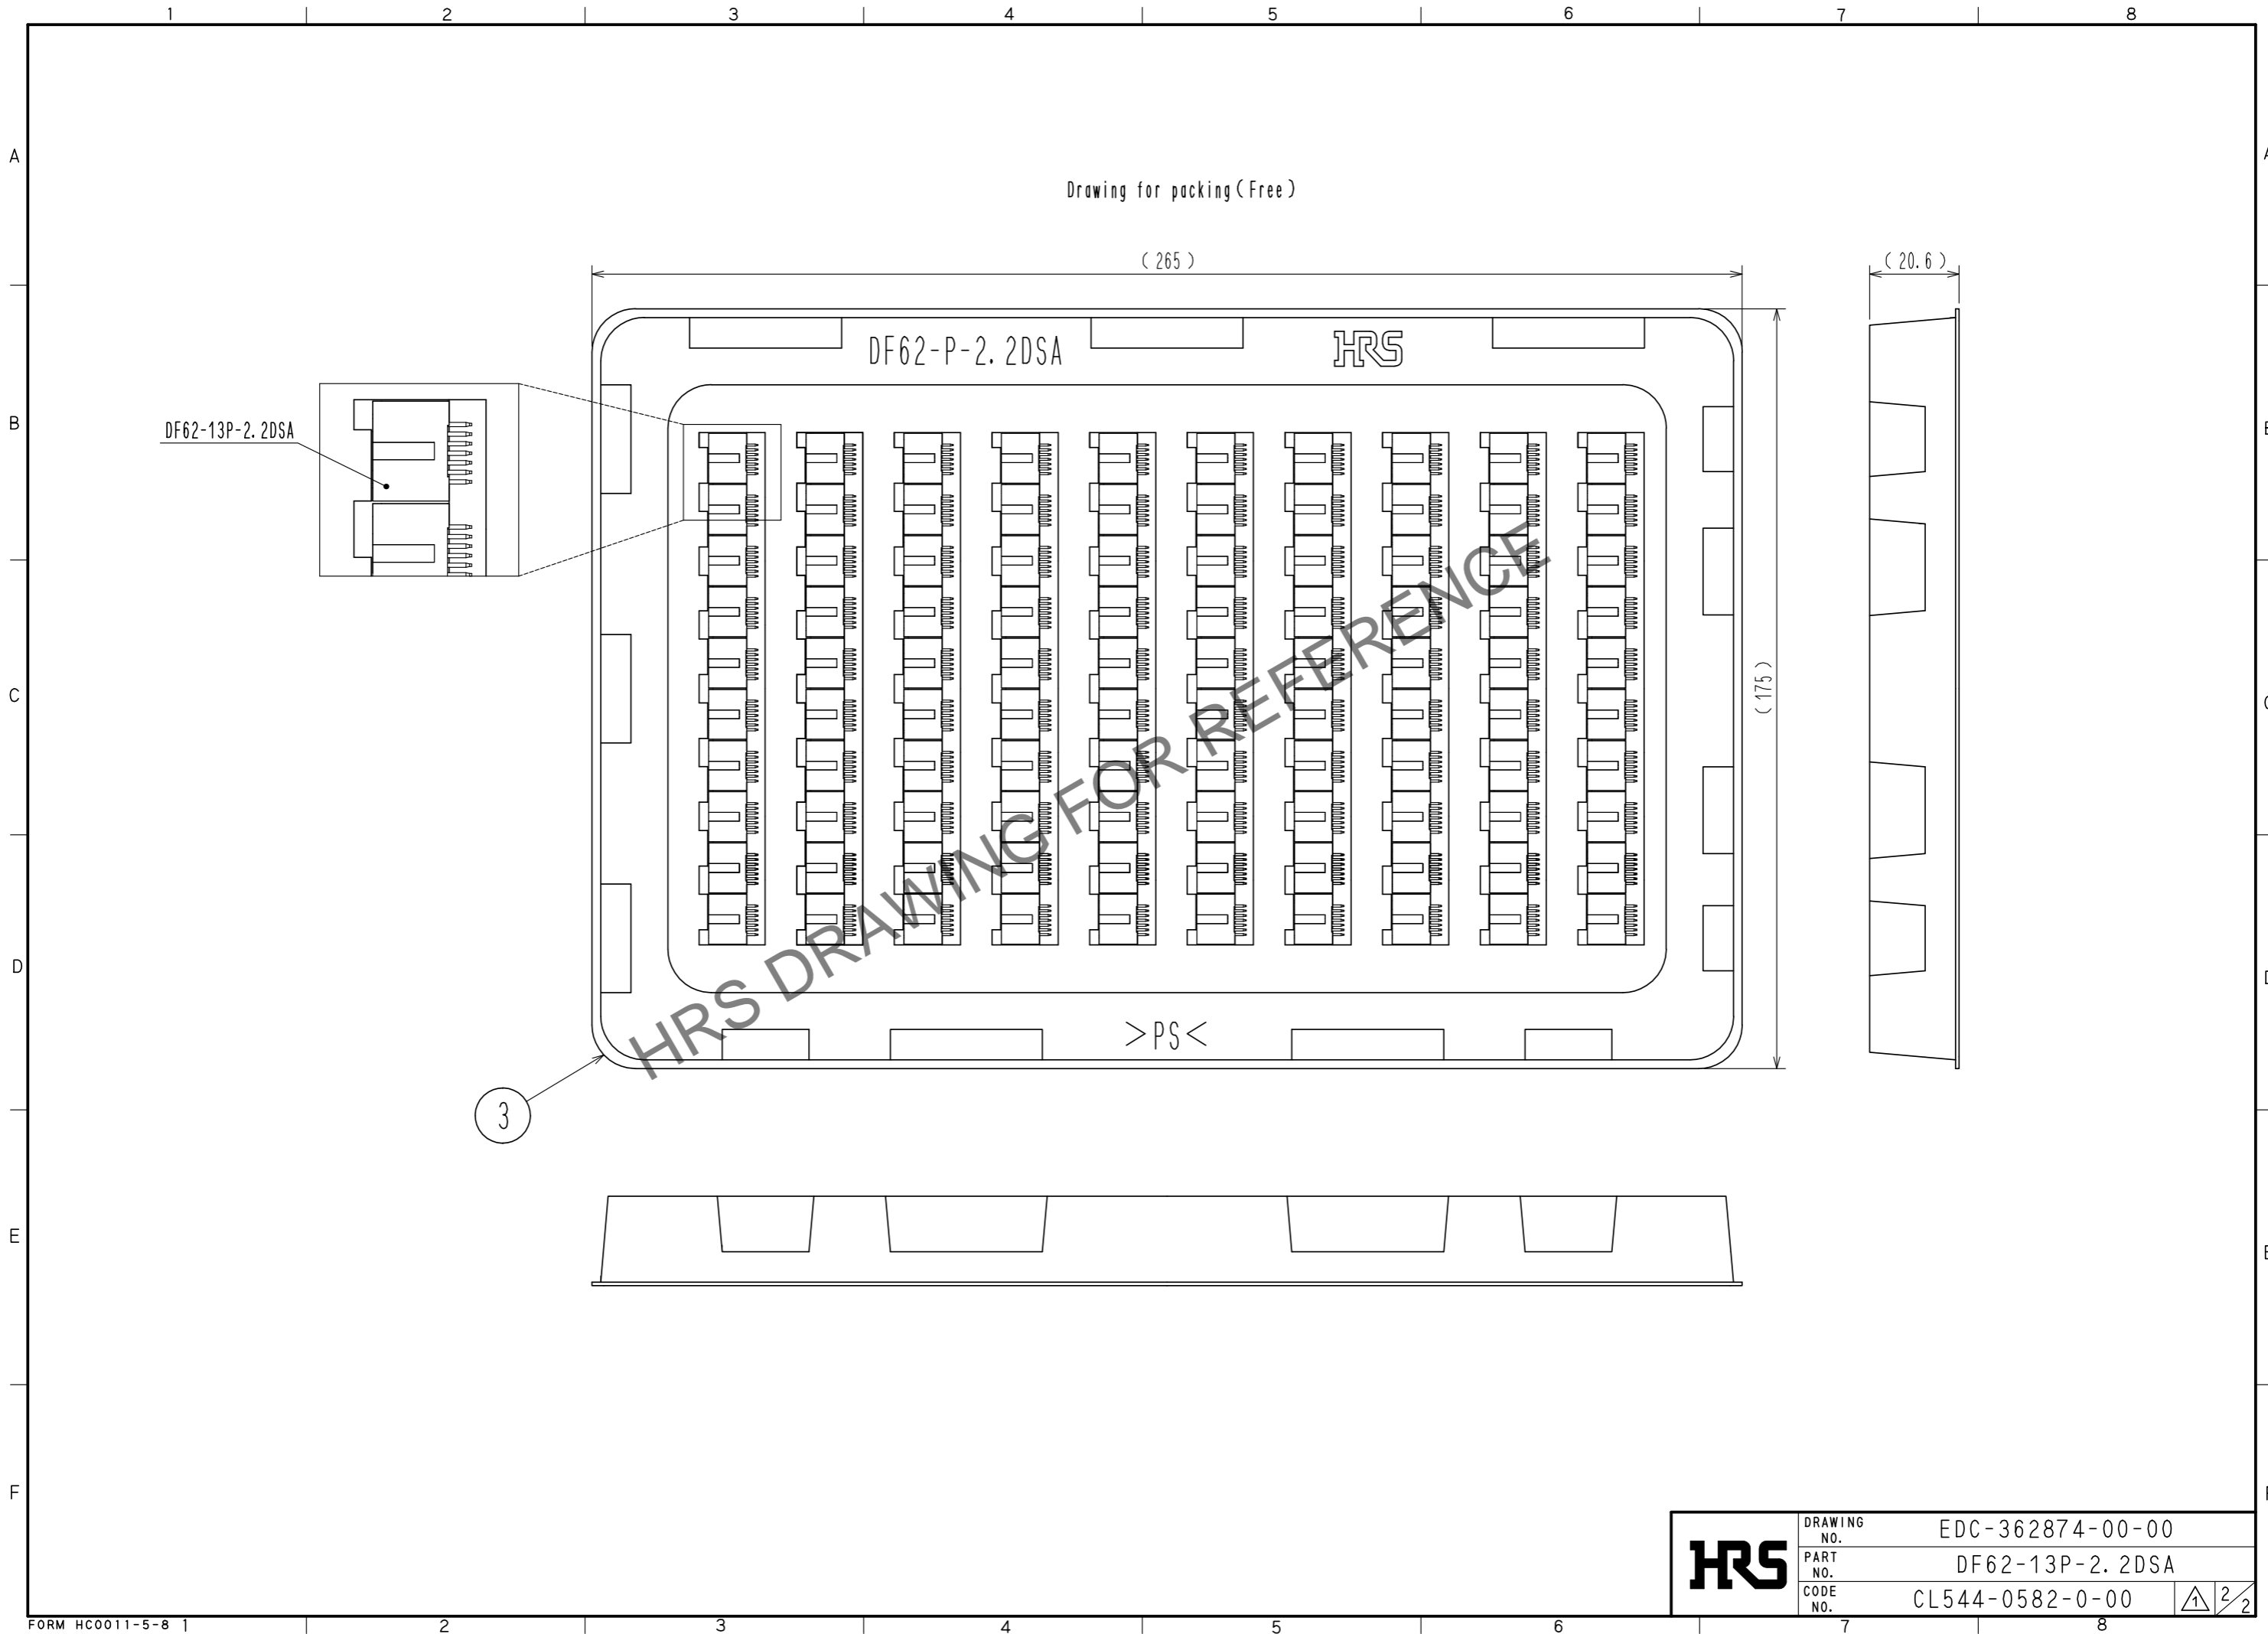 1 2 3 4 5 6 7 8
A
A
Drawing for packing(Free)
(265)
(20.6)
DF62-P-2.2DSA
HRS
B
DF62-13P-2.2DSA
C
(175)
HRS DRAWING FOR REFERENCE
D
>PS<
3
E
F
HRS
DRAWING NO. EDC-362874-00-00
PART NO. DF62-13P-2.2DSA
CODE NO. CL544-0582-0-00 1 2/2
FORM HC0011-5-8 1 2 3 4 5 6 7 8